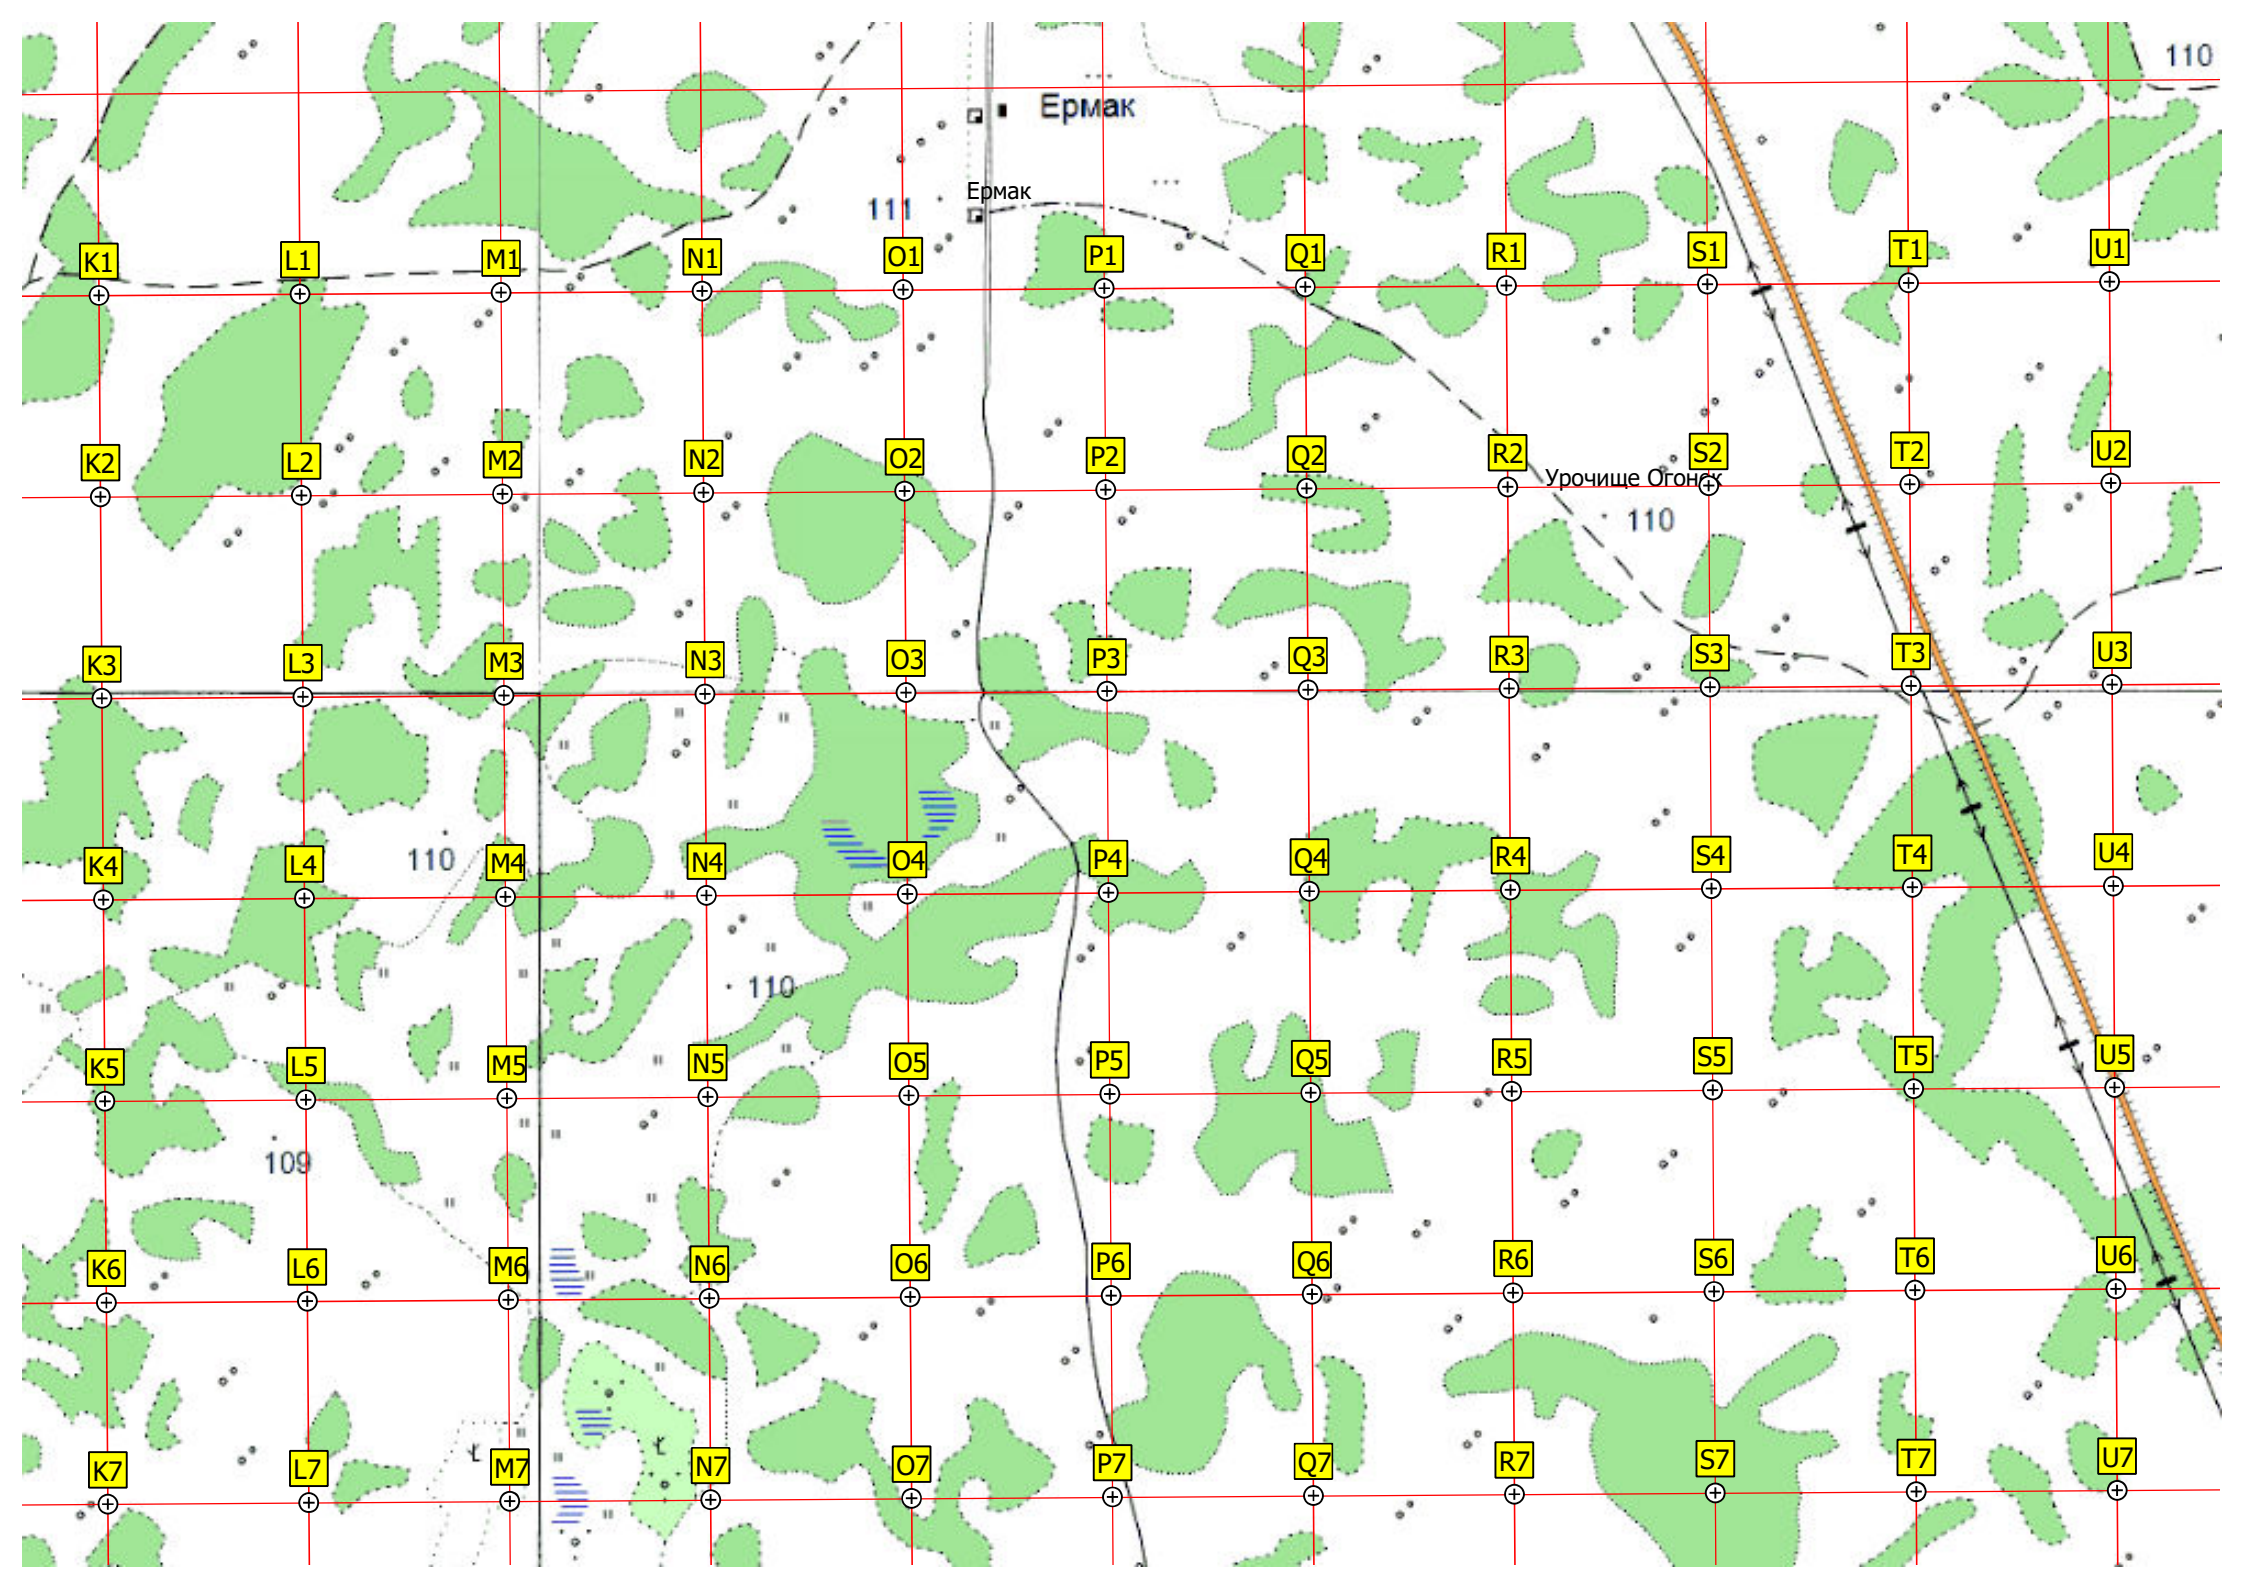 110
Ермак
Ермак
111
K1 L1 M1 N1 O1 P1 Q1 R1 S1 T1 U1
K2 L2 M2 N2 O2 P2 Q2 R2 S2 T2 U2
Урочище Огонек
110
K3 L3 M3 N3 O3 P3 Q3 R3 S3 T3 U3
110
K4 L4 M4 N4 O4 P4 Q4 R4 S4 T4 U4
110
K5 L5 M5 N5 O5 P5 Q5 R5 S5 T5 U5
109
K6 L6 M6 N6 O6 P6 Q6 R6 S6 T6 U6
K7 L7 M7 N7 O7 P7 Q7 R7 S7 T7 U7